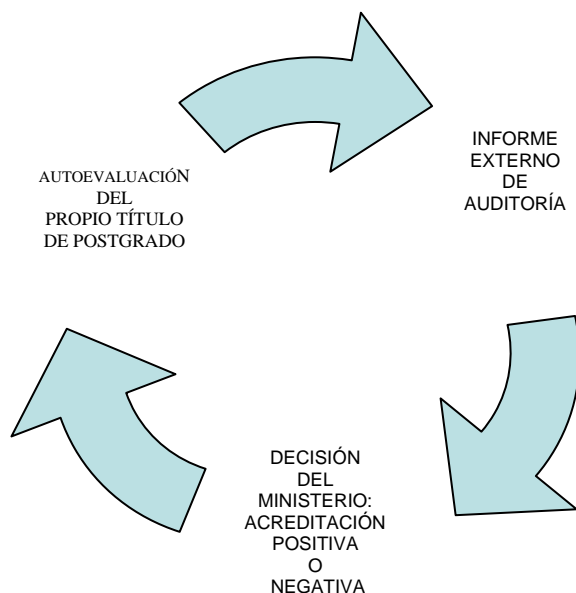 AUTOEVALUACIÓN
DEL
PROPIO TÍTULO
DE POSTGRADO
INFORME
EXTERNO
DE
AUDITORÍA
DECISIÓN
DEL
MINISTERIO:
ACREDITACIÓN
POSITIVA
O
NEGATIVA